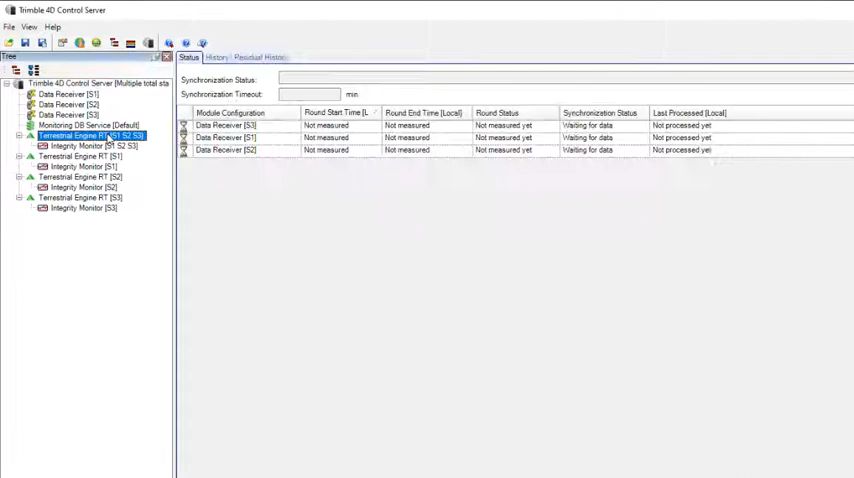 Trimble 4D Control Server
File View Help
Tree
Status History Residual History
Trimble 4D Control Server [Multiple total sta
Data Receiver [S1]
Data Receiver [S2]
Data Receiver [S3]
Monitoring DB Service [Default]
Terrestrial Engine RT [S1 S2 S3]
Integrity Monitor [S1 S2 S3]
Terrestrial Engine RT [S1]
Integrity Monitor [S1]
Terrestrial Engine RT [S2]
Integrity Monitor [S2]
Terrestrial Engine RT [S3]
Integrity Monitor [S3]
Synchronization Status:
Synchronization Timeout: min.
Module Configuration Round Start Time [L Round End Time [Local] Round Status Synchronization Status Last Processed [Local]
Data Receiver [S3] Not measured Not measured Not measured yet Waiting for data Not processed yet
Data Receiver [S1] Not measured Not measured Not measured yet Waiting for data Not processed yet
Data Receiver [S2] Not measured Not measured Not measured yet Waiting for data Not processed yet